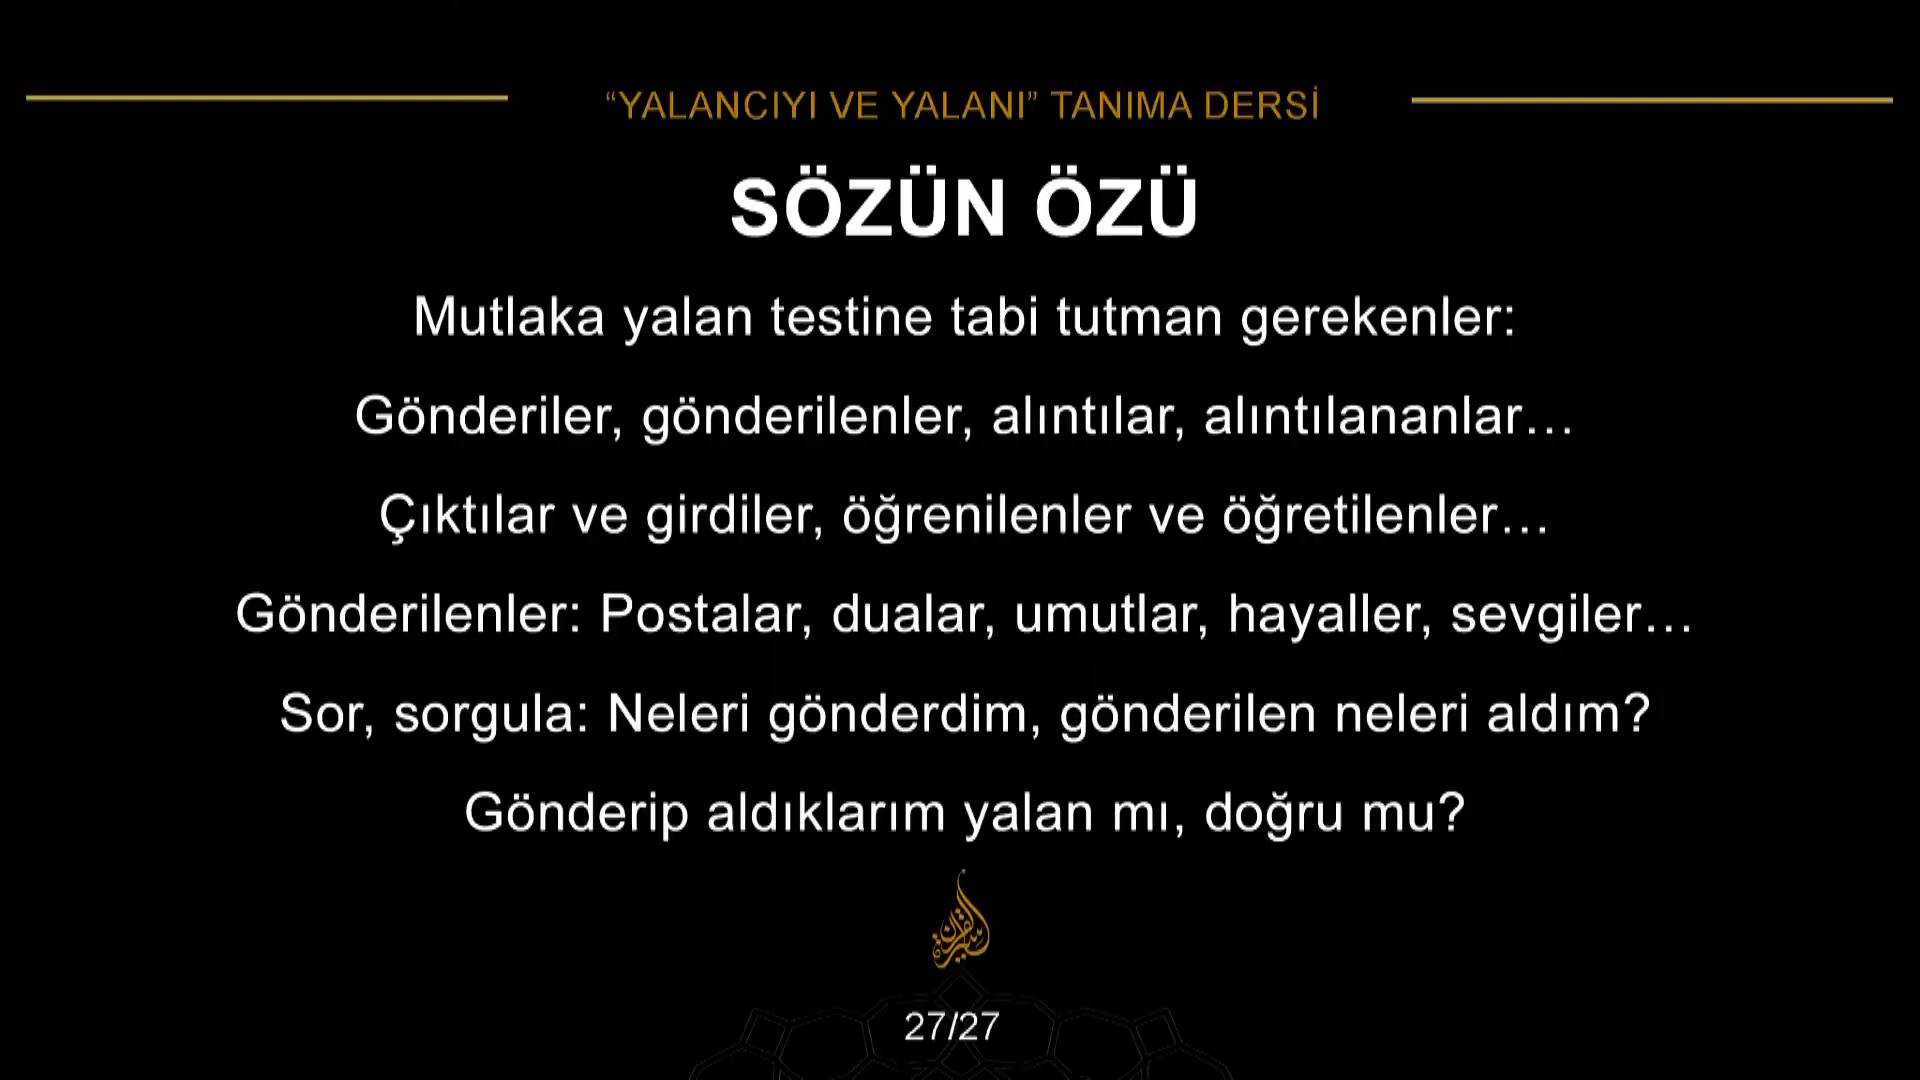 “YALANCIYI VE YALANI” TANIMA DERSİ
SÖZÜN ÖZÜ
Mutlaka yalan testine tabi tutman gerekenler:
Gönderiler, gönderilenler, alıntılar, alıntılananlar…
Çıktılar ve girdiler, öğrenilenler ve öğretilenler…
Gönderilenler: Postalar, dualar, umutlar, hayaller, sevgiler…
Sor, sorgula: Neleri gönderdim, gönderilen neleri aldım?
Gönderip aldıklarım yalan mı, doğru mu?
27/27